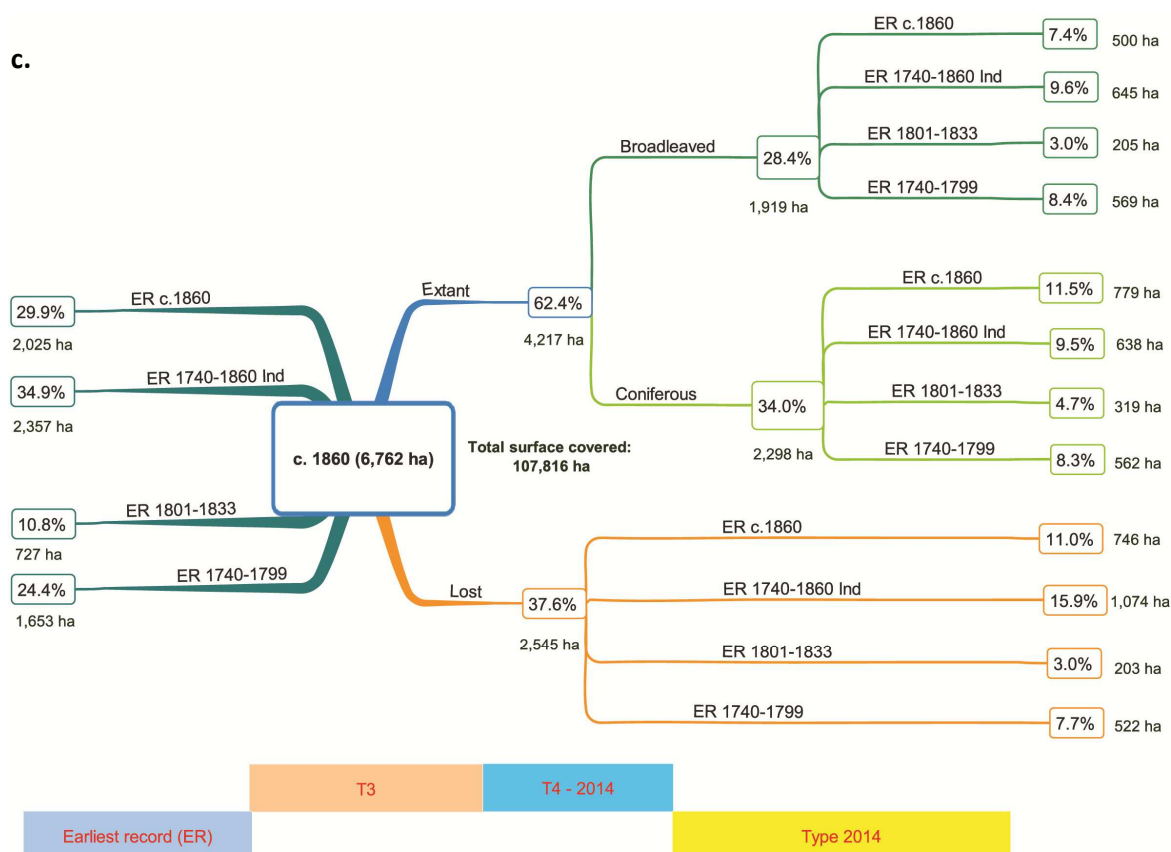 c.
ER c.1860
29.9%
2,025 ha
ER 1740-1860 Ind
34.9%
2,357 ha
ER 1801-1833
10.8%
727 ha
ER 1740-1799
24.4%
1,653 ha
c. 1860 (6,762 ha)
Total surface covered:
107,816 ha
Extant
62.4%
4,217 ha
Broadleaved
28.4%
1,919 ha
ER c.1860
7.4%
500 ha
ER 1740-1860 Ind
9.6%
645 ha
ER 1801-1833
3.0%
205 ha
ER 1740-1799
8.4%
569 ha
Coniferous
34.0%
2,298 ha
ER c.1860
11.5%
779 ha
ER 1740-1860 Ind
9.5%
638 ha
ER 1801-1833
4.7%
319 ha
ER 1740-1799
8.3%
562 ha
Lost
37.6%
2,545 ha
ER c.1860
11.0%
746 ha
ER 1740-1860 Ind
15.9%
1,074 ha
ER 1801-1833
3.0%
203 ha
ER 1740-1799
7.7%
522 ha
T3
T4 - 2014
Earliest record (ER)
Type 2014